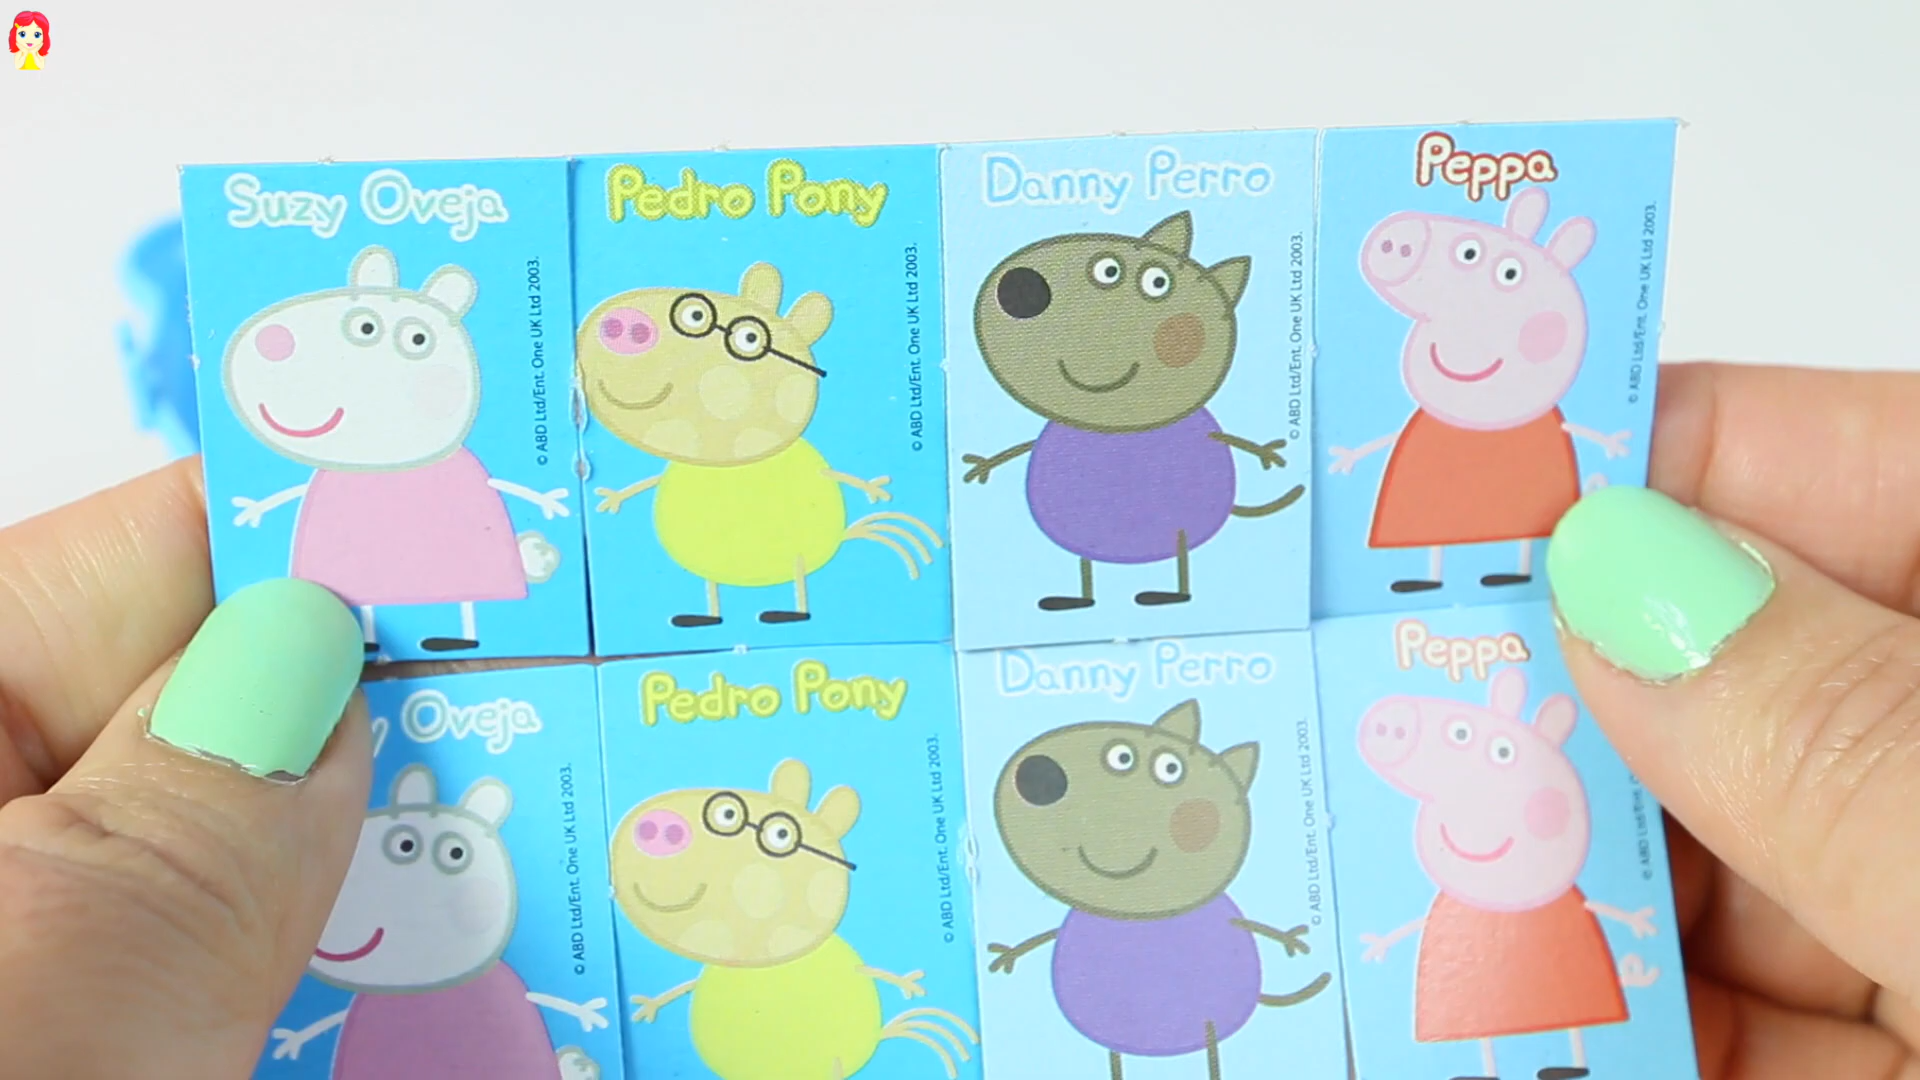 Suzy Oveja
© ABD Ltd/Ent. One UK Ltd 2003.
Pedro Pony
© ABD Ltd/Ent. One UK Ltd 2003.
Danny Perro
© ABD Ltd/Ent. One UK Ltd 2003.
Peppa
© ABD Ltd/Ent. One UK Ltd 2003.
Oveja
© ABD Ltd/Ent. One UK Ltd 2003.
Pedro Pony
© ABD Ltd/Ent. One UK Ltd 2003.
Danny Perro
© ABD Ltd/Ent. One UK Ltd 2003.
Peppa
© ABD Ltd/Ent.